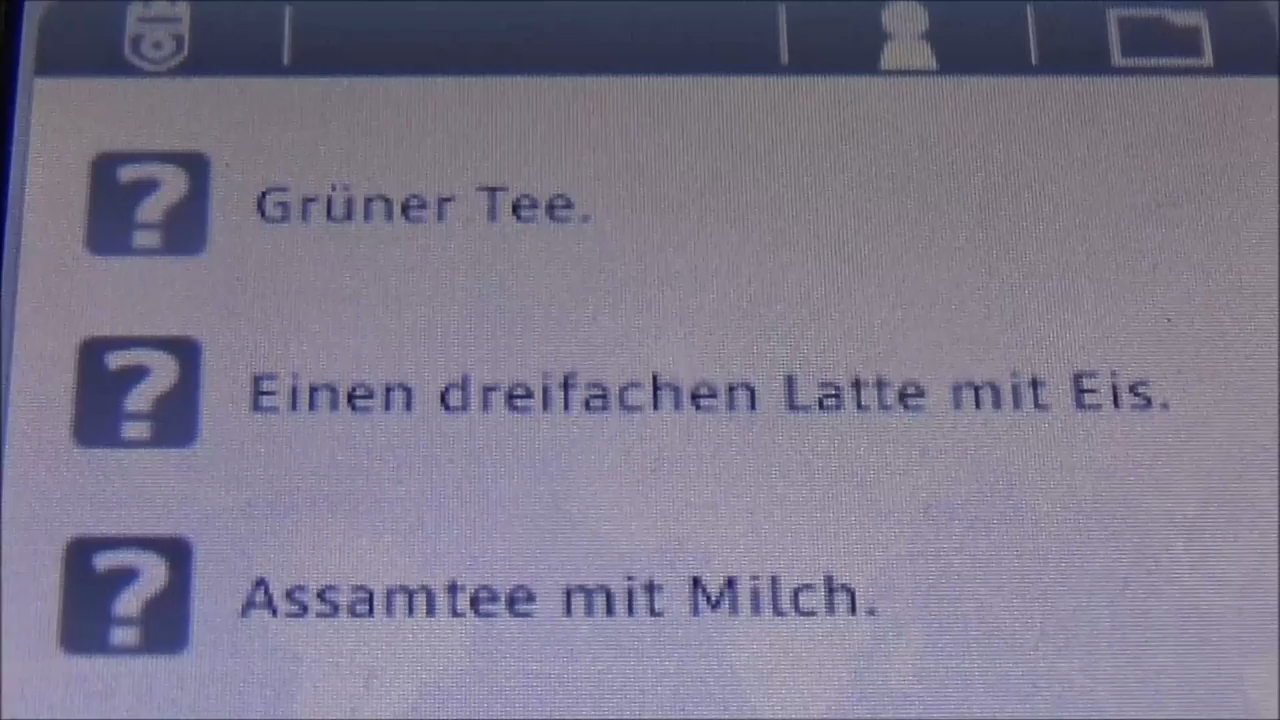 Grüner Tee.
Einen dreifachen Latte mit Eis.
Assamtee mit Milch.